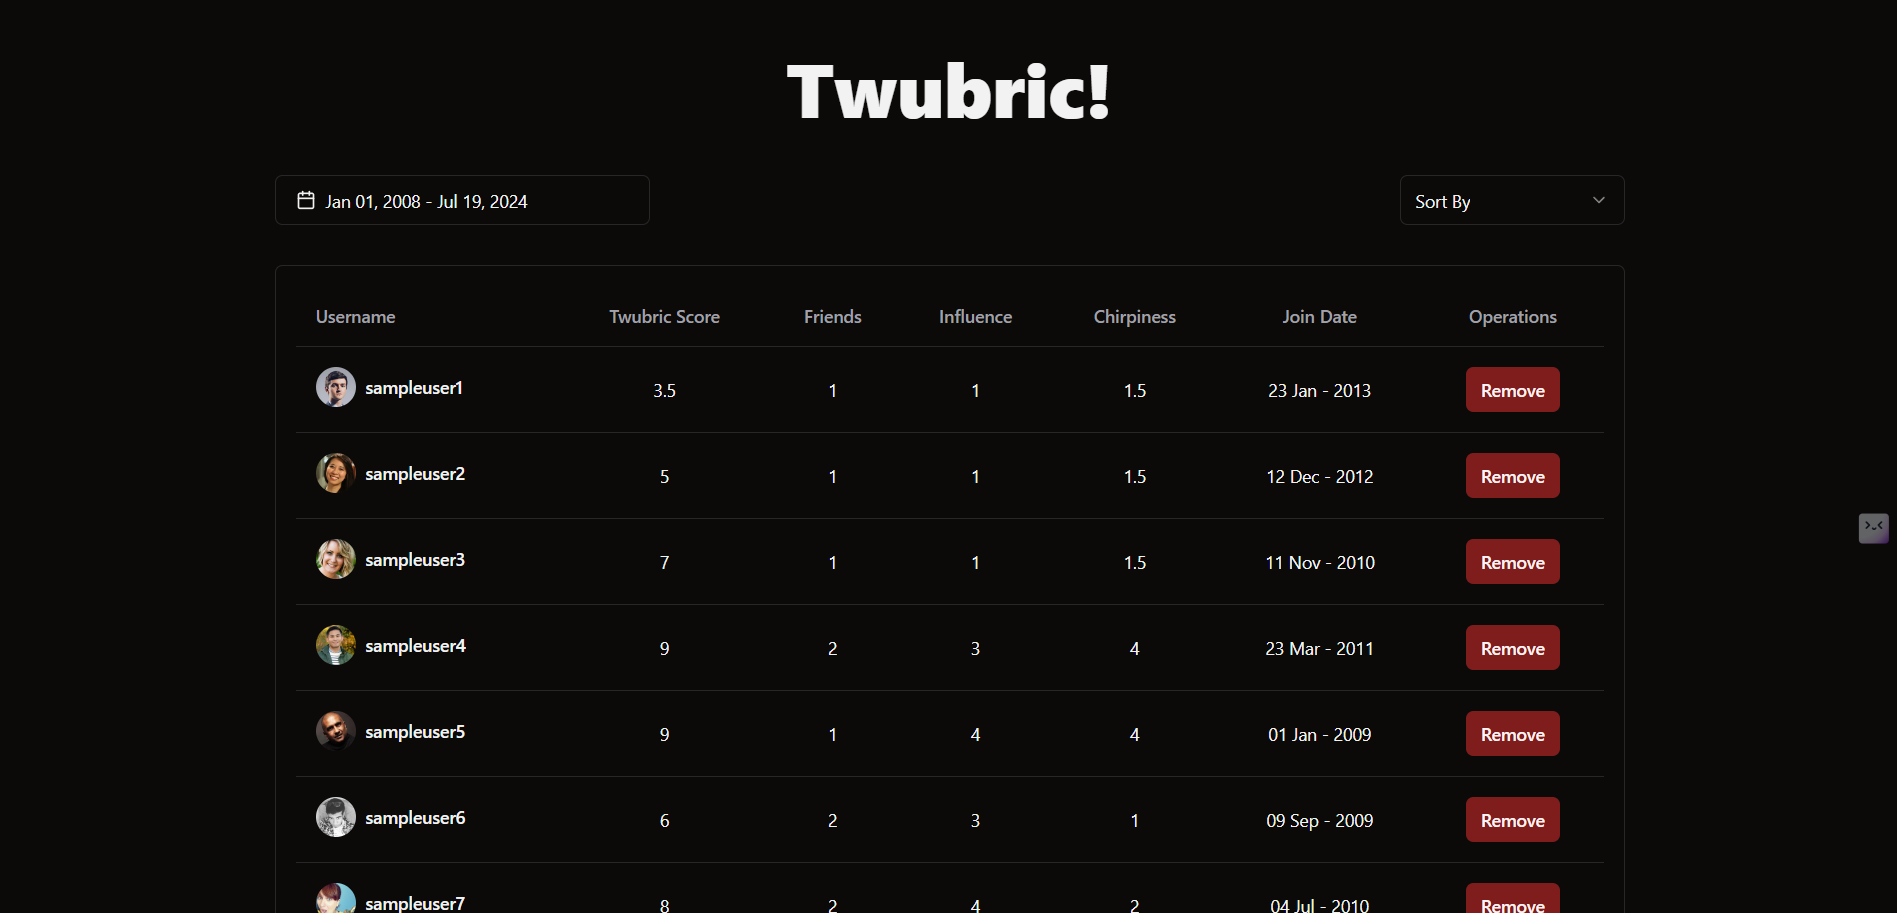 Twubric!
Jan 01, 2008 - Jul 19, 2024
Sort By
Username Twubric Score Friends Influence Chirpiness Join Date Operations
sampleuser1 3.5 1 1 1.5 23 Jan - 2013 Remove
sampleuser2 5 1 1 1.5 12 Dec - 2012 Remove
sampleuser3 7 1 1 1.5 11 Nov - 2010 Remove
sampleuser4 9 2 3 4 23 Mar - 2011 Remove
sampleuser5 9 1 4 4 01 Jan - 2009 Remove
sampleuser6 6 2 3 1 09 Sep - 2009 Remove
sampleuser7 8 2 4 2 04 Jul - 2010 Remove